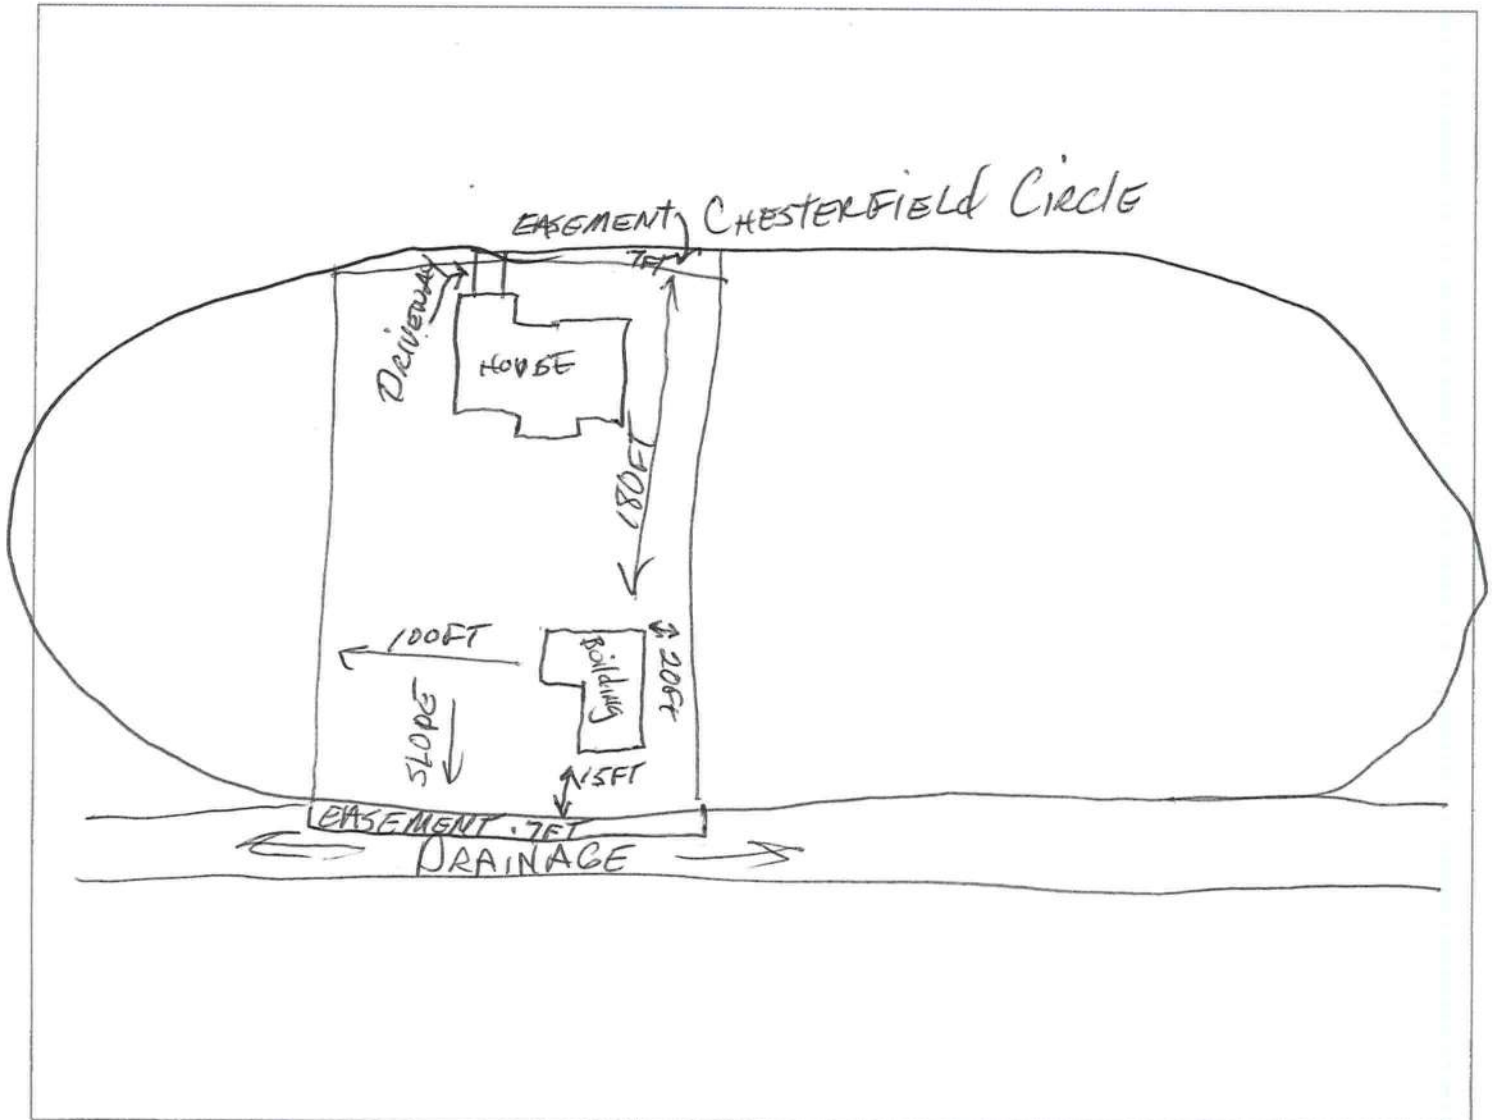 EASEMENT CHESTERFIELD CIRCLE
7FT
DRIVEWAY
HOUSE
180FT
100FT
Building
20Ft
SLOPE
15FT
EASEMENT 7FT
DRAINAGE